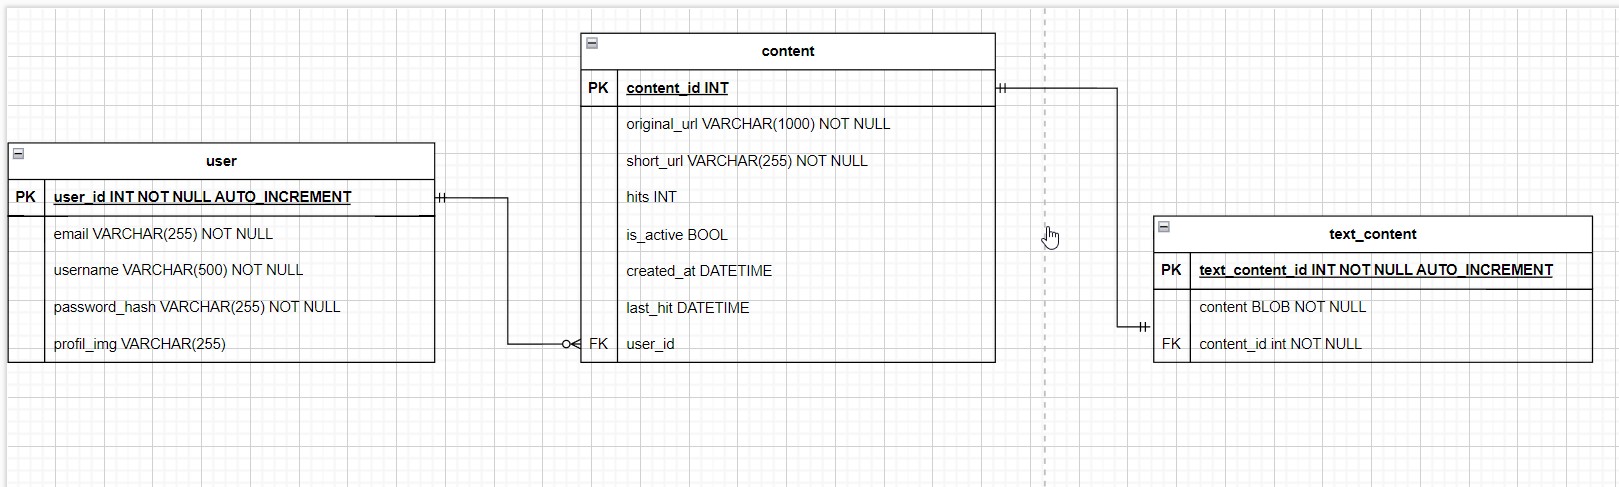 user
PK user_id INT NOT NULL AUTO_INCREMENT
email VARCHAR(255) NOT NULL
username VARCHAR(500) NOT NULL
password_hash VARCHAR(255) NOT NULL
profil_img VARCHAR(255)
content
PK content_id INT
original_url VARCHAR(1000) NOT NULL
short_url VARCHAR(255) NOT NULL
hits INT
is_active BOOL
created_at DATETIME
last_hit DATETIME
FK user_id
text_content
PK text_content_id INT NOT NULL AUTO_INCREMENT
content BLOB NOT NULL
FK content_id int NOT NULL